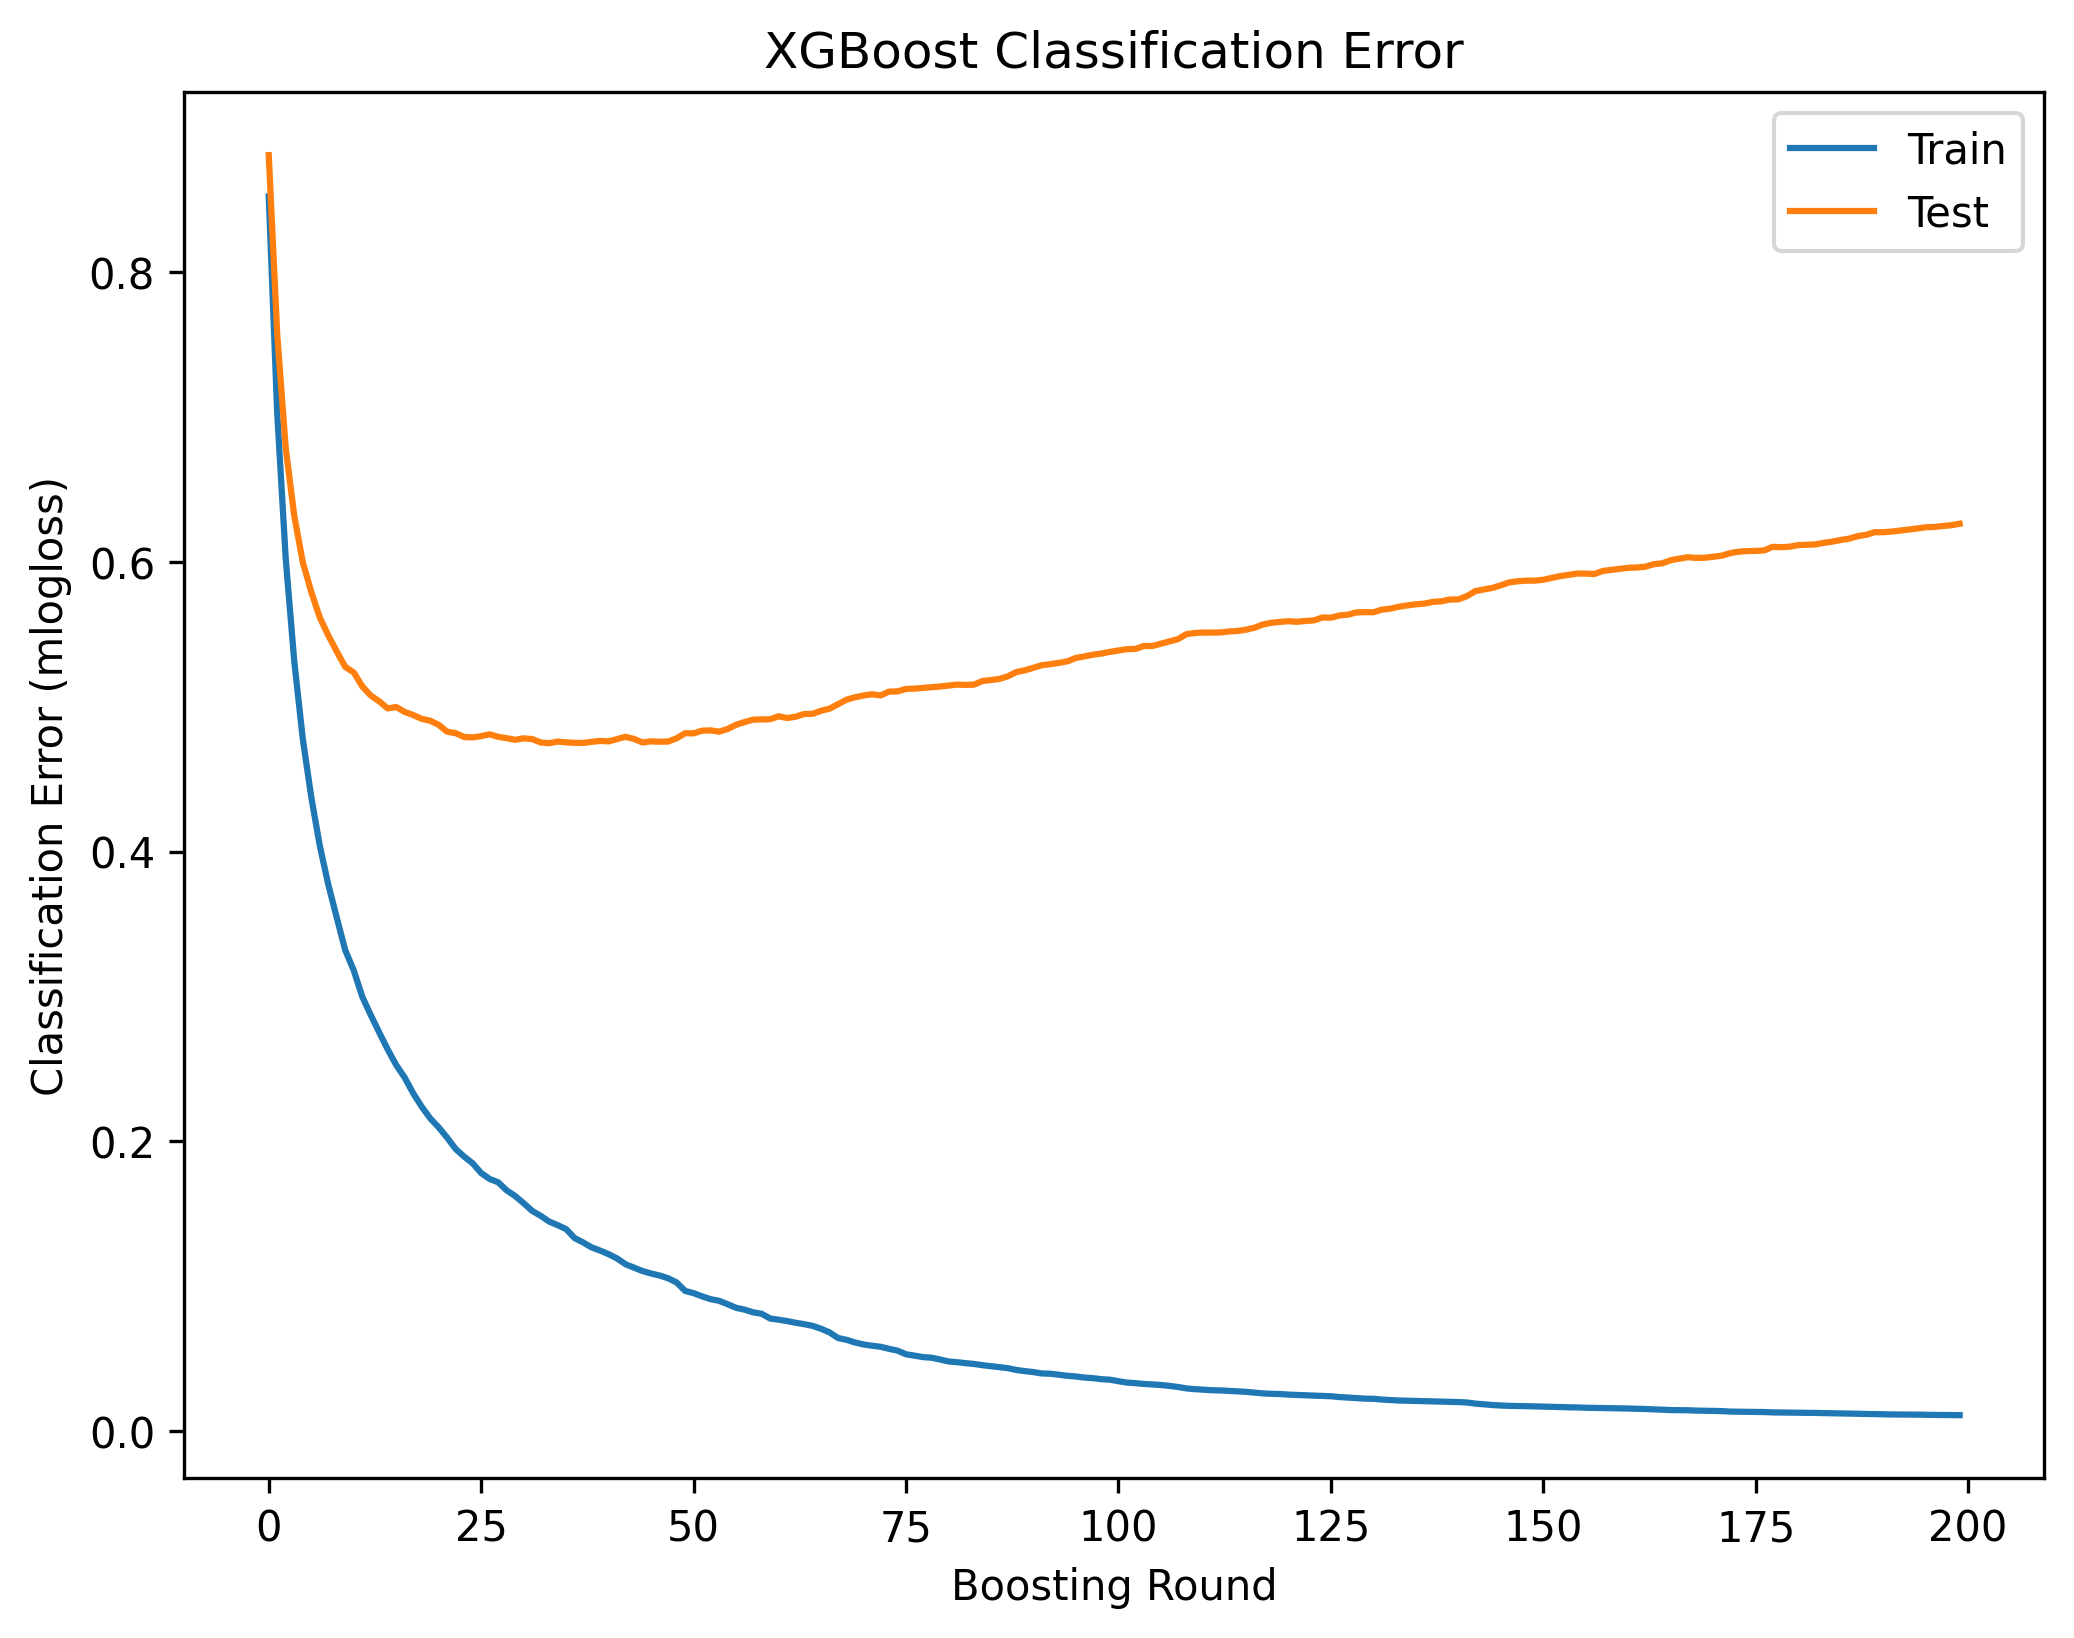 XGBoost Classification Error
Train
Test
Classification Error (mlogloss)
0.8
0.6
0.4
0.2
0.0
0 25 50 75 100 125 150 175 200
Boosting Round